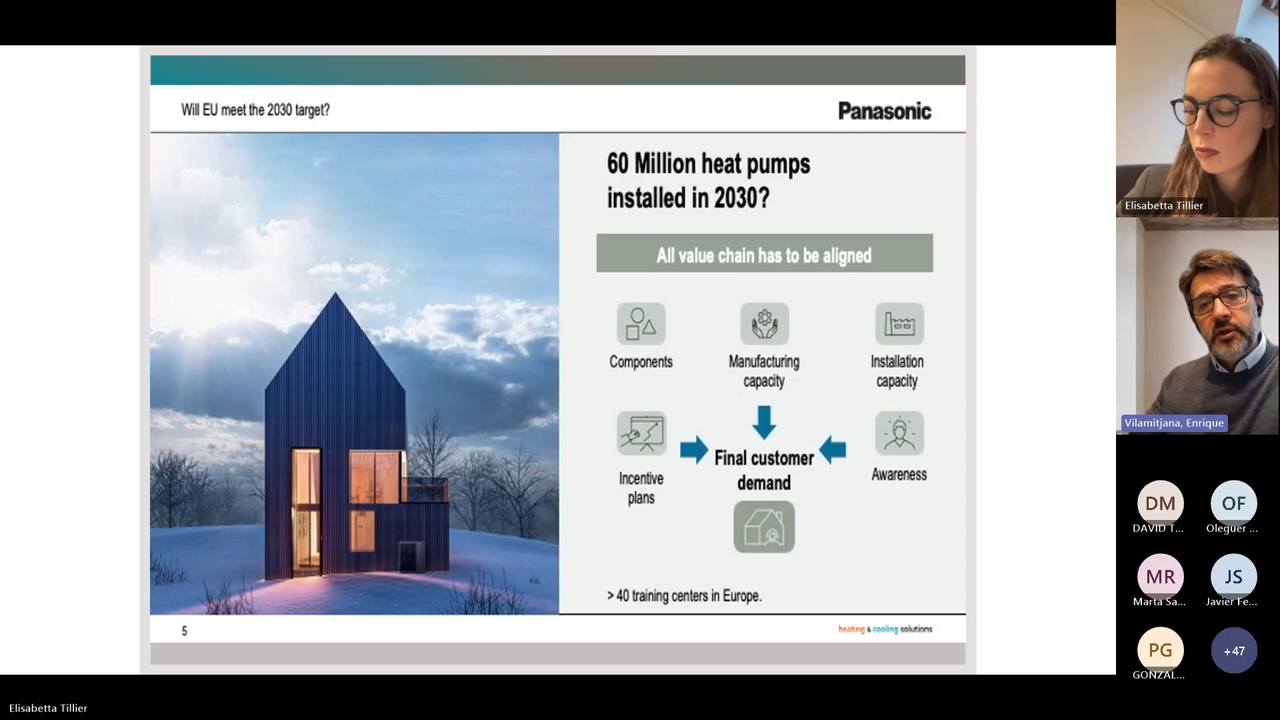 Will EU meet the 2030 target?
Panasonic
60 Million heat pumps
installed in 2030?
All value chain has to be aligned
Components
Manufacturing
capacity
Installation
capacity
Incentive
plans
Final customer
demand
Awareness
> 40 training centers in Europe.
5
heating & cooling solutions
Elisabetta Tillier
Vilamitjana, Enrique
DM
DAVID T...
OF
Oleguer ...
MR
Marta Sa...
JS
Javier Fe...
PG
GONZAL...
+47
Elisabetta Tillier